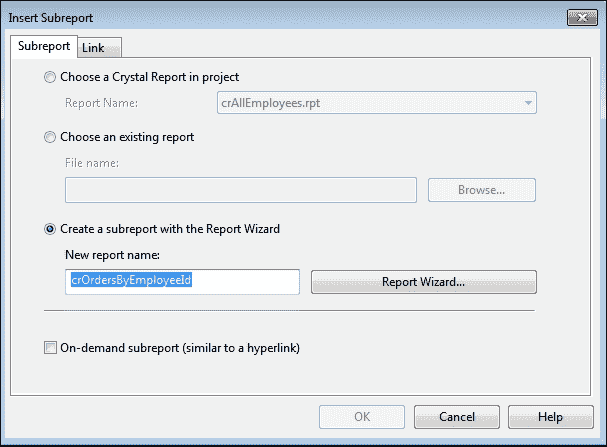 Insert Subreport
Subreport Link
Choose a Crystal Report in project
Report Name: crAllEmployees.rpt
Choose an existing report
File name:
Browse...
Create a subreport with the Report Wizard
New report name:
crOrdersByEmployeeId Report Wizard...
On-demand subreport (similar to a hyperlink)
OK Cancel Help